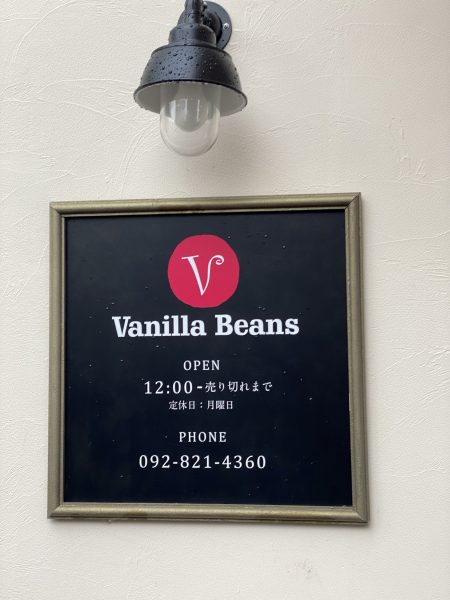 V
Vanilla Beans
OPEN
12:00-売り切れまで
定休日：月曜日
PHONE
092-821-4360